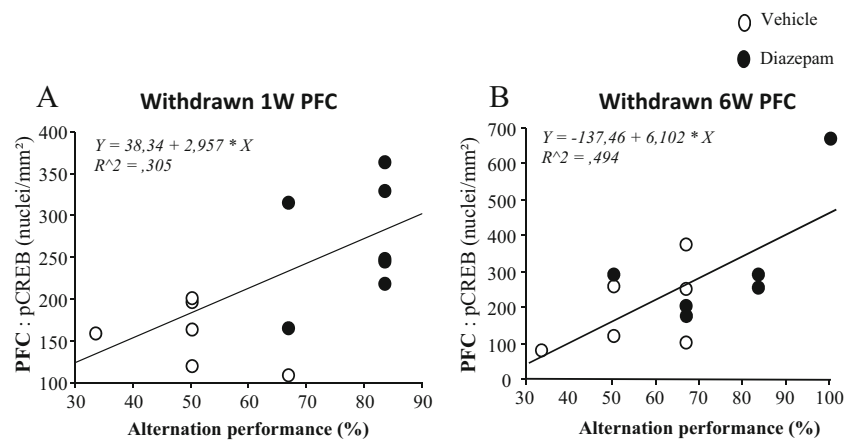 Vehicle
Diazepam
A
Withdrawn 1W PFC
Y = 38,34 + 2,957 * X
R^2 = ,305
PFC : pCREB (nuclei/mm²)
400
350
300
250
200
150
100
30 40 50 60 70 80 90
Alternation performance (%)
B
Withdrawn 6W PFC
Y = -137,46 + 6,102 * X
R^2 = ,494
PFC : pCREB (nuclei/mm²)
700
600
500
400
300
200
100
0
30 40 50 60 70 80 90 100
Alternation performance (%)